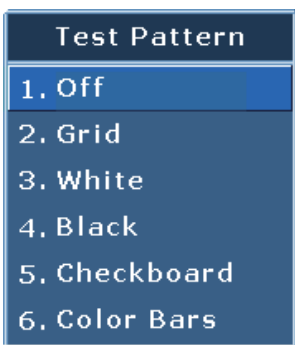 Test Pattern
1. Off
2. Grid
3. White
4. Black
5. Checkboard
6. Color Bars